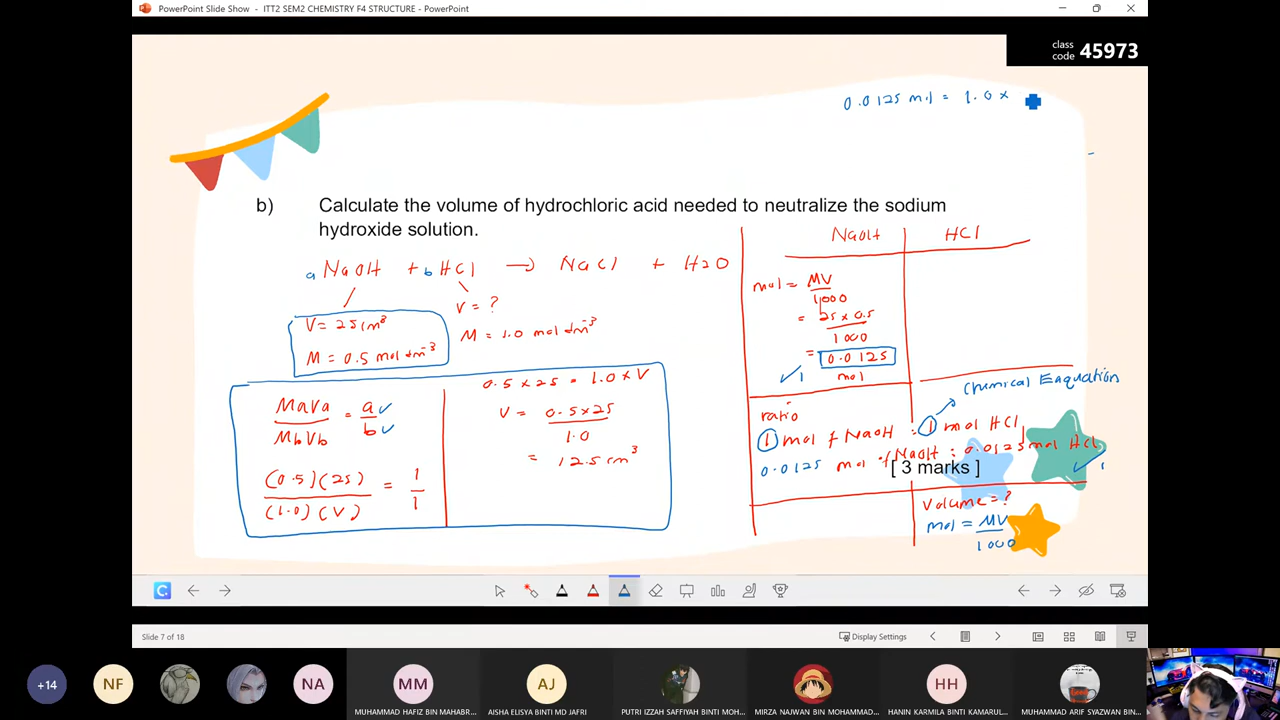 PowerPoint Slide Show - ITT2 SEM2 CHEMISTRY F4 STRUCTURE - PowerPoint
class code 45973
0.0125 mol = 1.0 x
b) Calculate the volume of hydrochloric acid needed to neutralize the sodium
hydroxide solution.
a NaOH + b HCl → NaCl + H2O
V = 25 cm³
M = 0.5 mol dm⁻³
V = ?
M = 1.0 mol dm⁻³
MaVa / MbVb = a / b
(0.5)(25) / (1.0)(V) = 1 / 1
0.5 x 25 = 1.0 x V
V = 0.5 x 25 / 1.0
= 12.5 cm³
NaOH HCl
mol = MV / 1000
= 25 x 0.5 / 1000
= 0.0125
mol
1
Chemical Eaquation
ratio
1 mol of NaOH : 1 mol HCl
0.0125 mol of NaOH : 0.0125 mol HCl
1
[ 3 marks ]
Volume = ?
mol = MV / 1000
Slide 7 of 18
Display Settings
+14
NF
NA
MM
AJ
HH
MUHAMMAD HAFIZ BIN MAHABR...
AISHA ELISYA BINTI MD JAFRI
PUTRI IZZAH SAFFIYAH BINTI MOH...
MIRZA NAJWAN BIN MOHAMMAD...
HANIN KARMILA BINTI KAMARUL...
MUHAMMAD ARIF SYAZWAN BIN...